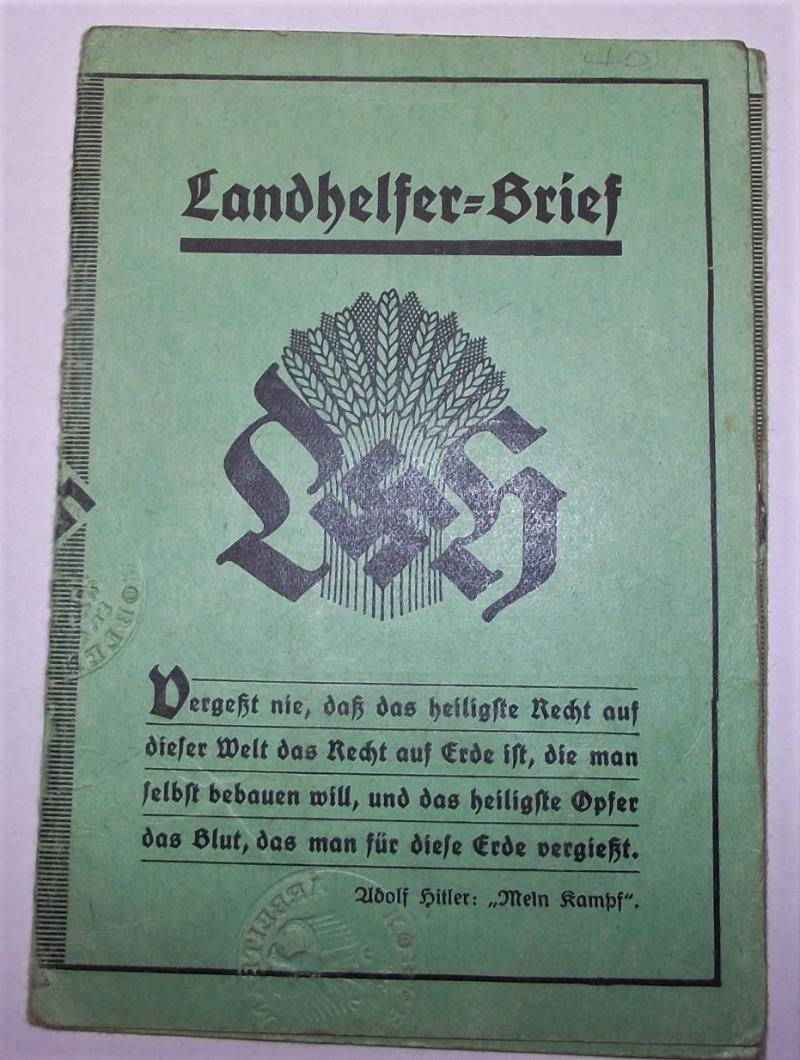 40
Landhelfer=Brief
L H
Vergeßt nie, daß das heiligste Recht auf
dieser Welt das Recht auf Erde ist, die man
selbst bebauen will, und das heiligste Opfer
das Blut, das man für diese Erde vergießt.
Adolf Hitler: „Mein Kampf“.